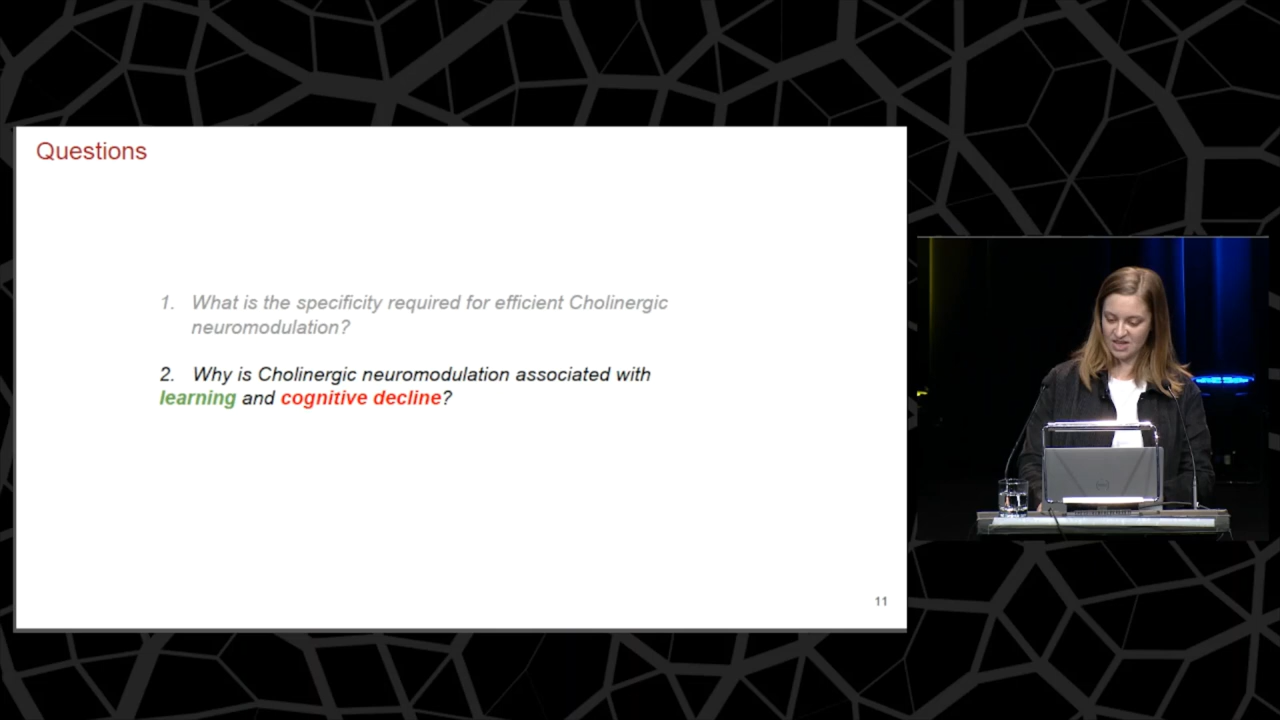 Questions
1. What is the specificity required for efficient Cholinergic
neuromodulation?
2. Why is Cholinergic neuromodulation associated with
learning and cognitive decline?
11